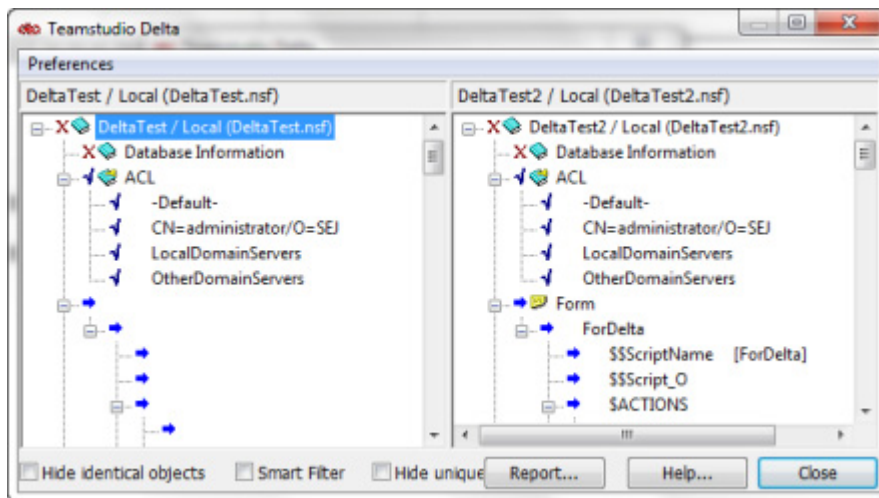 Teamstudio Delta
Preferences
DeltaTest / Local (DeltaTest.nsf)
DeltaTest / Local (DeltaTest.nsf)
Database Information
ACL
-Default-
CN=administrator/O=SEJ
LocalDomainServers
OtherDomainServers
DeltaTest2 / Local (DeltaTest2.nsf)
DeltaTest2 / Local (DeltaTest2.nsf)
Database Information
ACL
-Default-
CN=administrator/O=SEJ
LocalDomainServers
OtherDomainServers
Form
ForDelta
$$ScriptName [ForDelta]
$$Script_O
$ACTIONS
Hide identical objects Smart Filter Hide unique Report... Help... Close